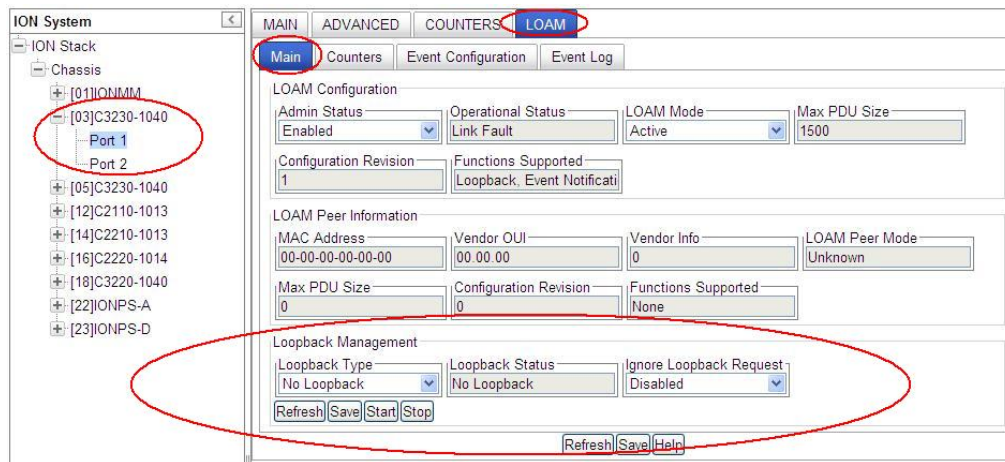 ION System
<
ION Stack
Chassis
[01]IONMM
[03]C3230-1040
Port 1
Port 2
[05]C3230-1040
[12]C2110-1013
[14]C2210-1013
[16]C2220-1014
[18]C3220-1040
[22]IONPS-A
[23]IONPS-D
MAIN ADVANCED COUNTERS LOAM
Main Counters Event Configuration Event Log
LOAM Configuration
Admin Status Operational Status LOAM Mode Max PDU Size
Enabled Link Fault Active 1500
Configuration Revision Functions Supported
1 Loopback, Event Notificati
LOAM Peer Information
MAC Address Vendor OUI Vendor Info LOAM Peer Mode
00-00-00-00-00-00 00.00.00 0 Unknown
Max PDU Size Configuration Revision Functions Supported
0 0 None
Loopback Management
Loopback Type Loopback Status Ignore Loopback Request
No Loopback No Loopback Disabled
Refresh Save Start Stop
Refresh Save Help